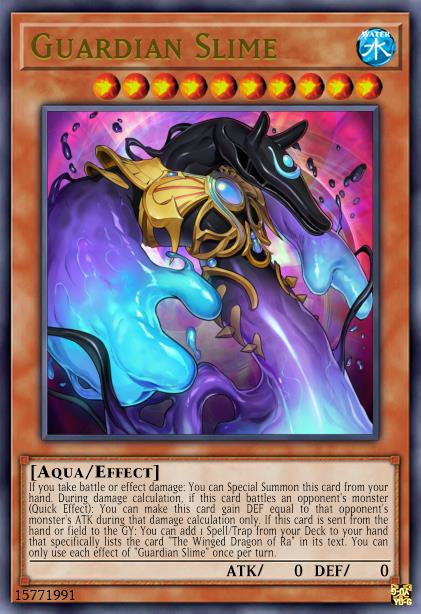 Guardian Slime
WATER
水
[Aqua/Effect]
If you take battle or effect damage: You can Special Summon this card from your
hand. During damage calculation, if this card battles an opponent's monster
(Quick Effect): You can make this card gain DEF equal to that opponent's
monster's ATK during that damage calculation only. If this card is sent from the
hand or field to the GY: You can add 1 Spell/Trap from your Deck to your hand
that specifically lists the card "The Winged Dragon of Ra" in its text. You can
only use each effect of "Guardian Slime" once per turn.
ATK/ 0 DEF/ 0
15771991